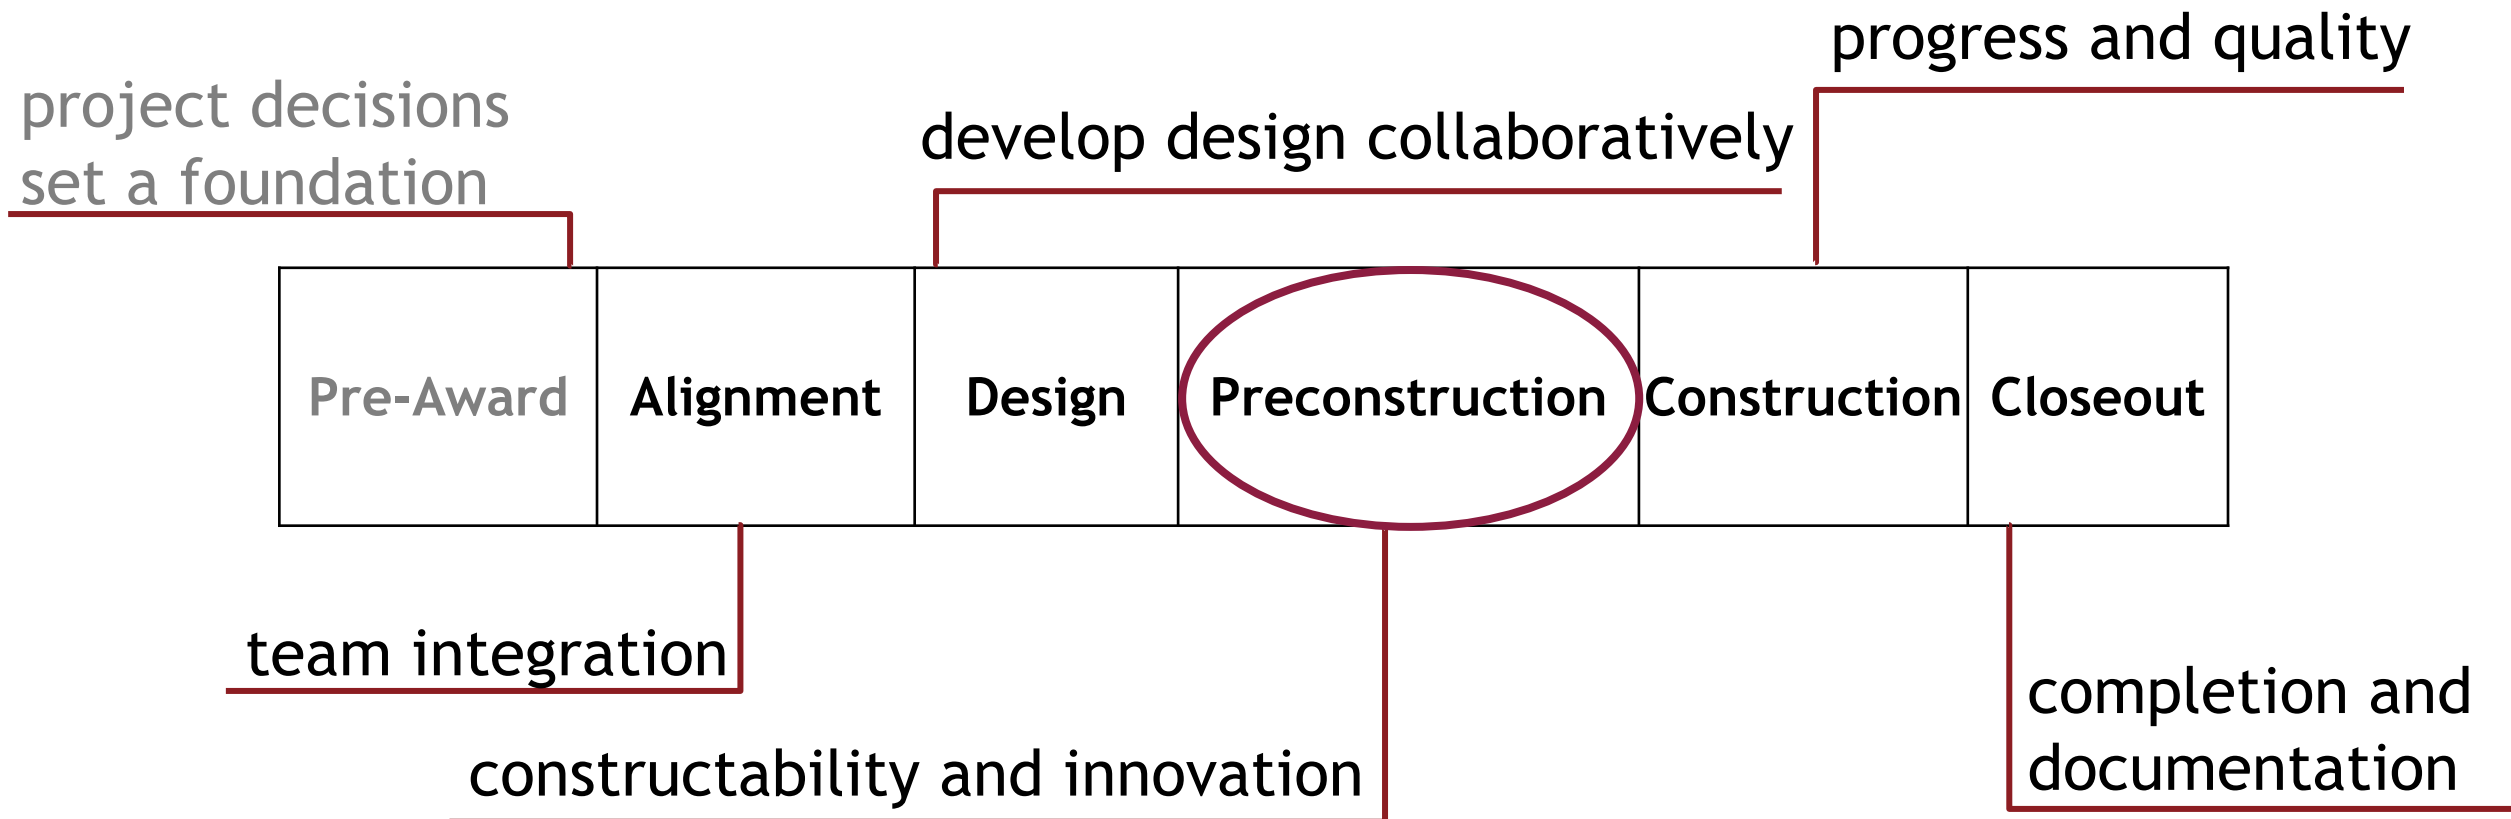 progress and quality
project decisions
set a foundation
develop design collaboratively
Pre-Award
Alignment
Design
Preconstruction
Construction
Closeout
team integration
constructability and innovation
completion and
documentation